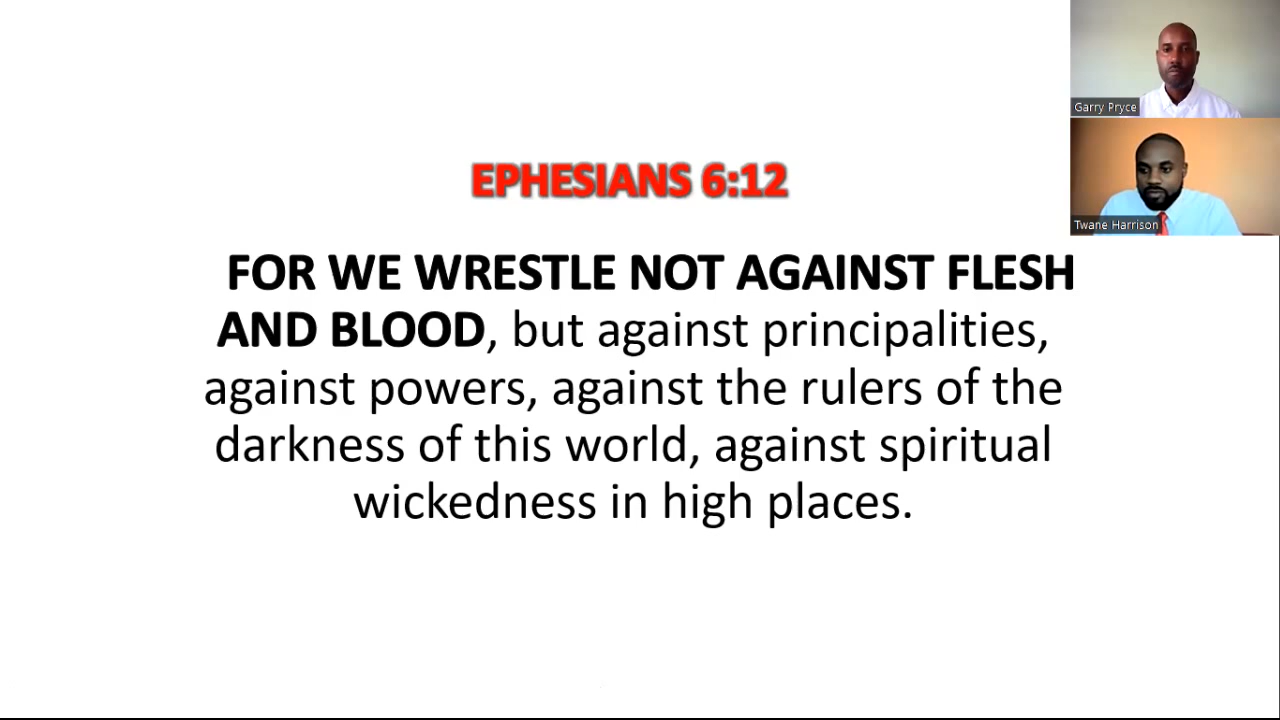 EPHESIANS 6:12
FOR WE WRESTLE NOT AGAINST FLESH
AND BLOOD, but against principalities,
against powers, against the rulers of the
darkness of this world, against spiritual
wickedness in high places.
Garry Pryce
Twane Harrison